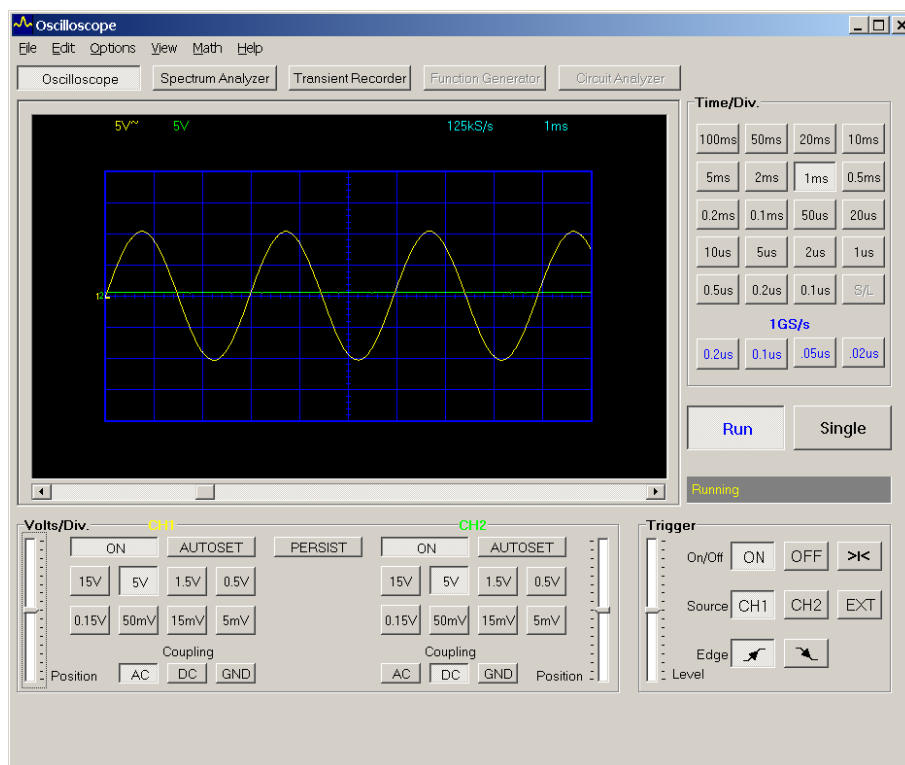 Oscilloscope
File Edit Options View Math Help
Oscilloscope Spectrum Analyzer Transient Recorder Function Generator Circuit Analyzer
5V~ 5V 125kS/s 1ms
12
Time/Div.
100ms 50ms 20ms 10ms
5ms 2ms 1ms 0.5ms
0.2ms 0.1ms 50us 20us
10us 5us 2us 1us
0.5us 0.2us 0.1us S/L
1GS/s
0.2us 0.1us .05us .02us
Run Single
Running
Volts/Div. CH1 CH2
ON AUTOSET PERSIST ON AUTOSET
15V 5V 1.5V 0.5V 15V 5V 1.5V 0.5V
0.15V 50mV 15mV 5mV 0.15V 50mV 15mV 5mV
Coupling Coupling
Position AC DC GND AC DC GND Position
Trigger
On/Off ON OFF >I<
Source CH1 CH2 EXT
Edge
Level